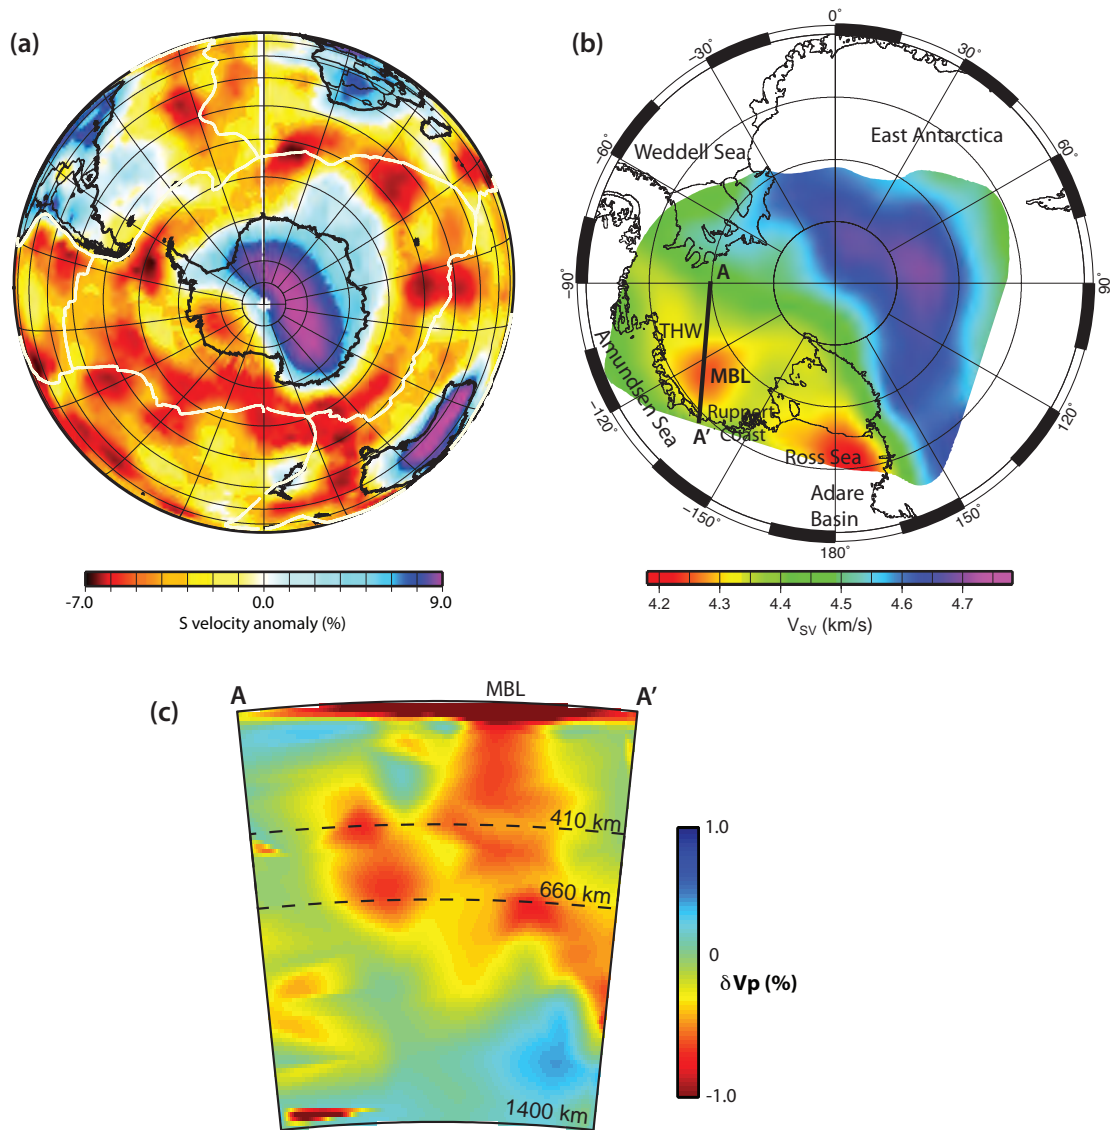 (a)
-7.0
0.0
9.0
S velocity anomaly (%)
(b)
0°
30°
60°
90°
120°
150°
180°
−150°
−120°
−90°
−60°
−30°
East Antarctica
Weddell Sea
A
THW
MBL
Amundsen Sea
A'
Ruppert
Coast
Ross Sea
Adare
Basin
4.2
4.3
4.4
4.5
4.6
4.7
VSV (km/s)
(c)
A
MBL
A'
410 km
660 km
1400 km
1.0
0
δ Vp (%)
-1.0